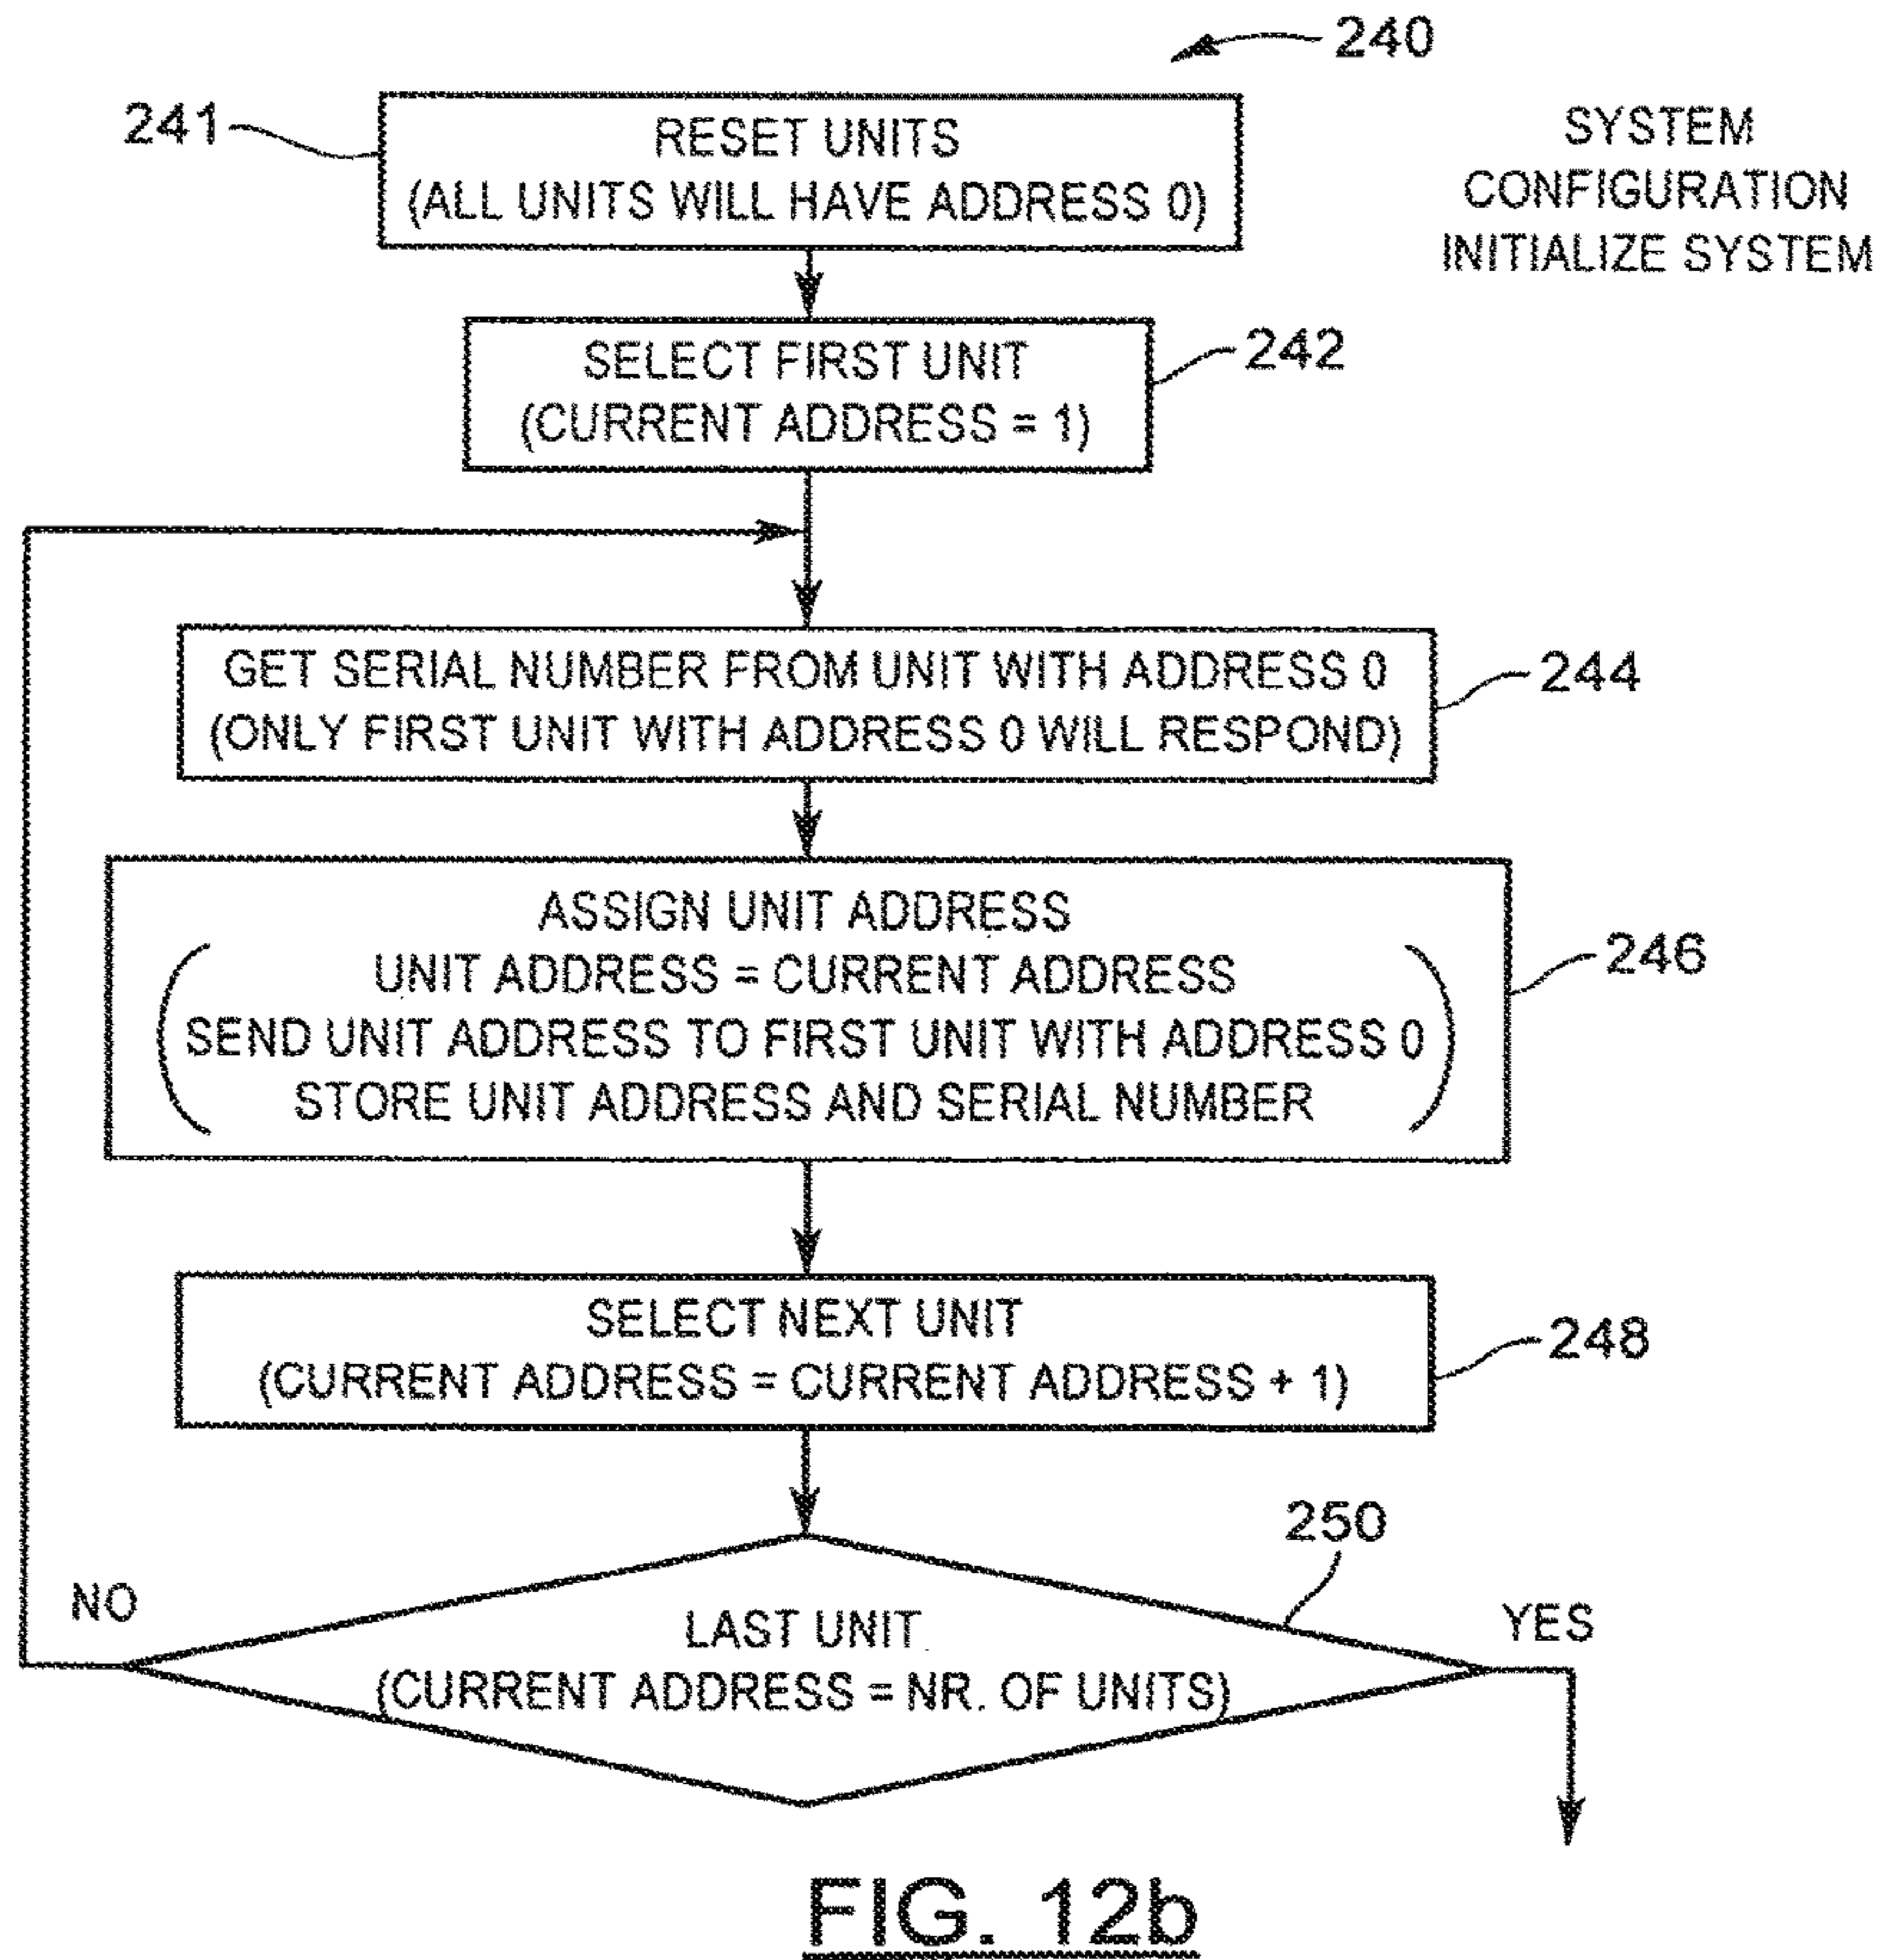 240
241
RESET UNITS
(ALL UNITS WILL HAVE ADDRESS 0)
SYSTEM
CONFIGURATION
INITIALIZE SYSTEM
SELECT FIRST UNIT
(CURRENT ADDRESS = 1)
242
GET SERIAL NUMBER FROM UNIT WITH ADDRESS 0
(ONLY FIRST UNIT WITH ADDRESS 0 WILL RESPOND)
244
ASSIGN UNIT ADDRESS
UNIT ADDRESS = CURRENT ADDRESS
SEND UNIT ADDRESS TO FIRST UNIT WITH ADDRESS 0
STORE UNIT ADDRESS AND SERIAL NUMBER
246
SELECT NEXT UNIT
(CURRENT ADDRESS = CURRENT ADDRESS + 1)
248
250
NO
LAST UNIT
(CURRENT ADDRESS = NR. OF UNITS)
YES
FIG. 12b